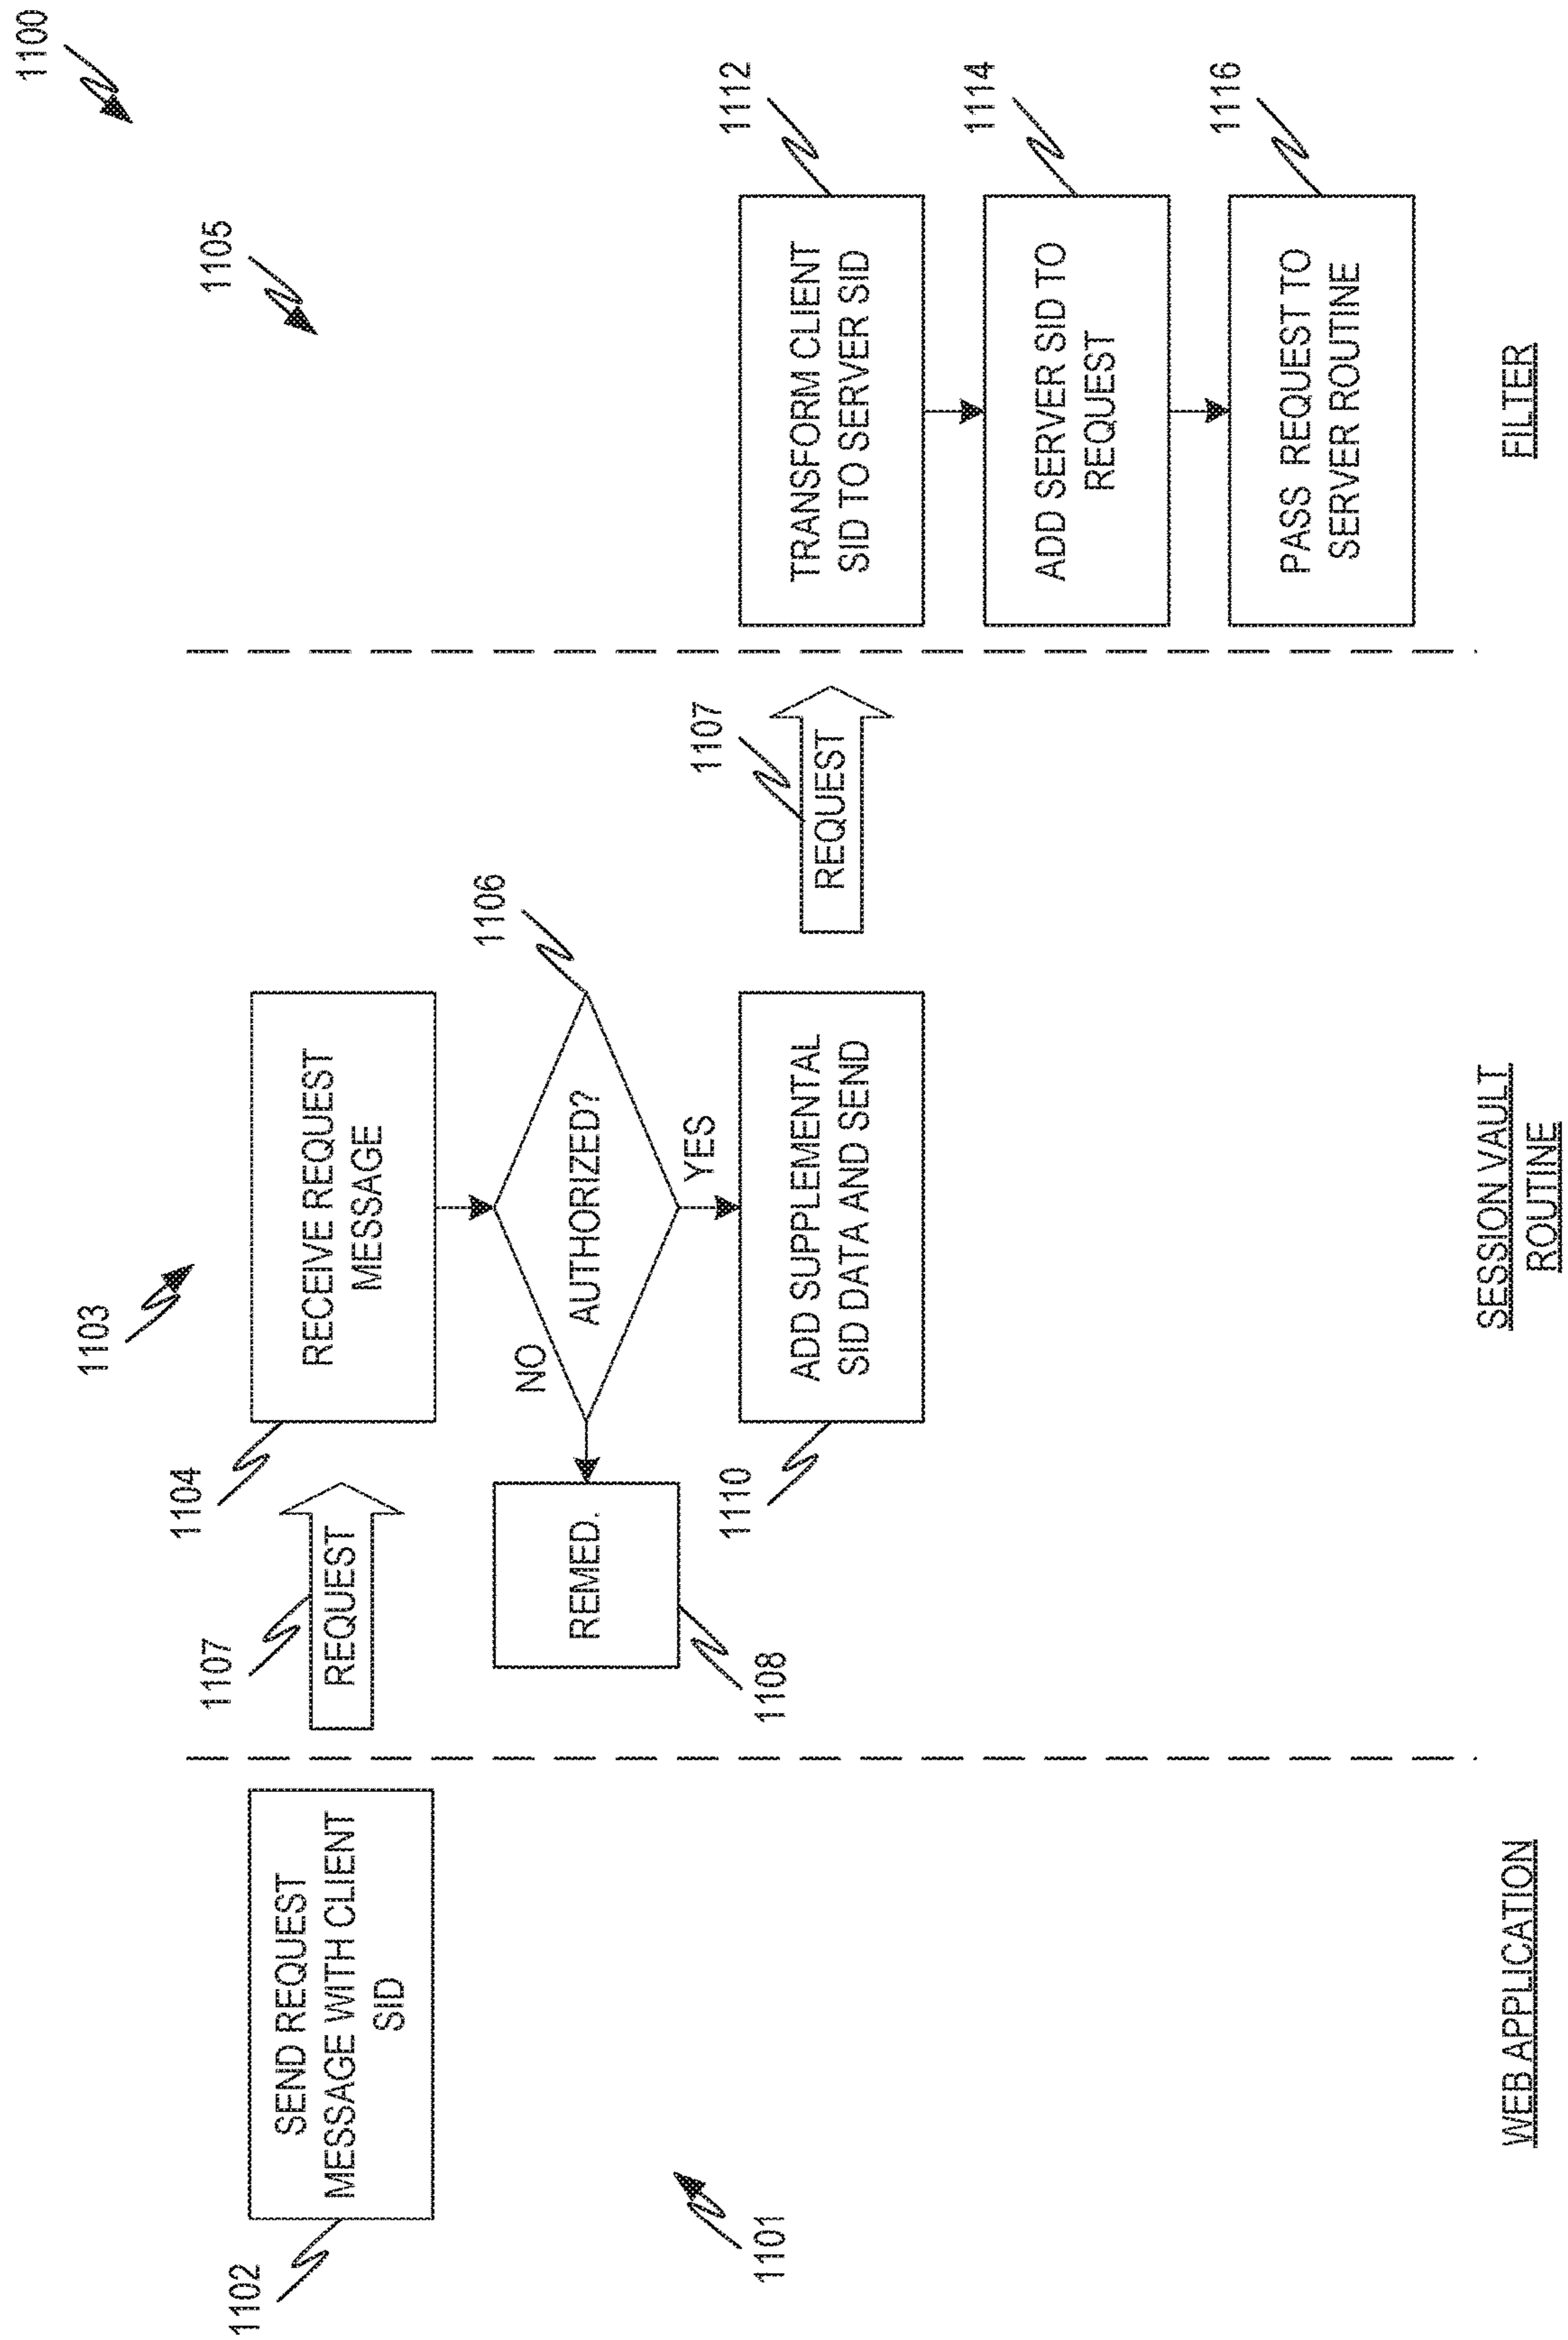 1100
1101
1103
1105
1102
SEND REQUEST
MESSAGE WITH CLIENT
SID
1107
REQUEST
1104
RECEIVE REQUEST
MESSAGE
1106
AUTHORIZED?
NO
YES
REMED.
1108
1110
ADD SUPPLEMENTAL
SID DATA AND SEND
1107
REQUEST
1112
TRANSFORM CLIENT
SID TO SERVER SID
1114
ADD SERVER SID TO
REQUEST
1116
PASS REQUEST TO
SERVER ROUTINE
WEB APPLICATION
SESSION VAULT
ROUTINE
FILTER